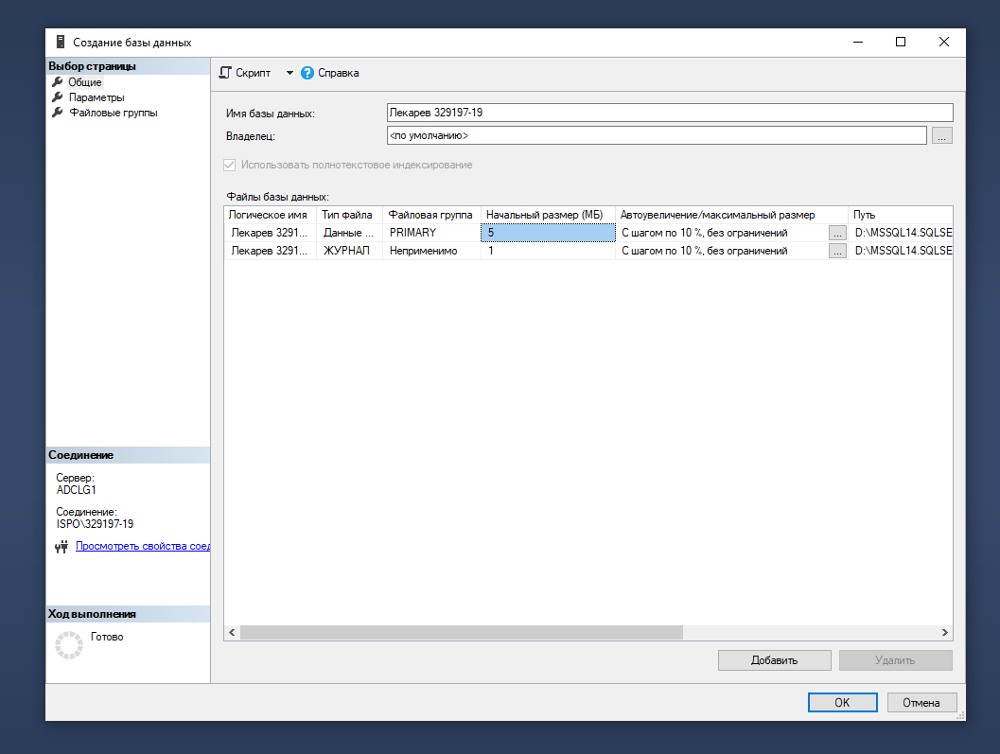 Создание базы данных
Выбор страницы
Общие
Параметры
Файловые группы
Скрипт
Справка
Имя базы данных: Лекарев 329197-19
Владелец: <по умолчанию> ...
Использовать полнотекстовое индексирование
Файлы базы данных:
Логическое имя Тип файла Файловая группа Начальный размер (МБ) Автоувеличение/максимальный размер Путь
Лекарев 3291... Данные ... PRIMARY 5 С шагом по 10 %, без ограничений ... D:\MSSQL14.SQLSE
Лекарев 3291... ЖУРНАЛ Неприменимо 1 С шагом по 10 %, без ограничений ... D:\MSSQL14.SQLSE
Соединение
Сервер:
ADCLG1
Соединение:
ISPO\329197-19
Просмотреть свойства соед
Ход выполнения
Готово
Добавить Удалить
OK Отмена